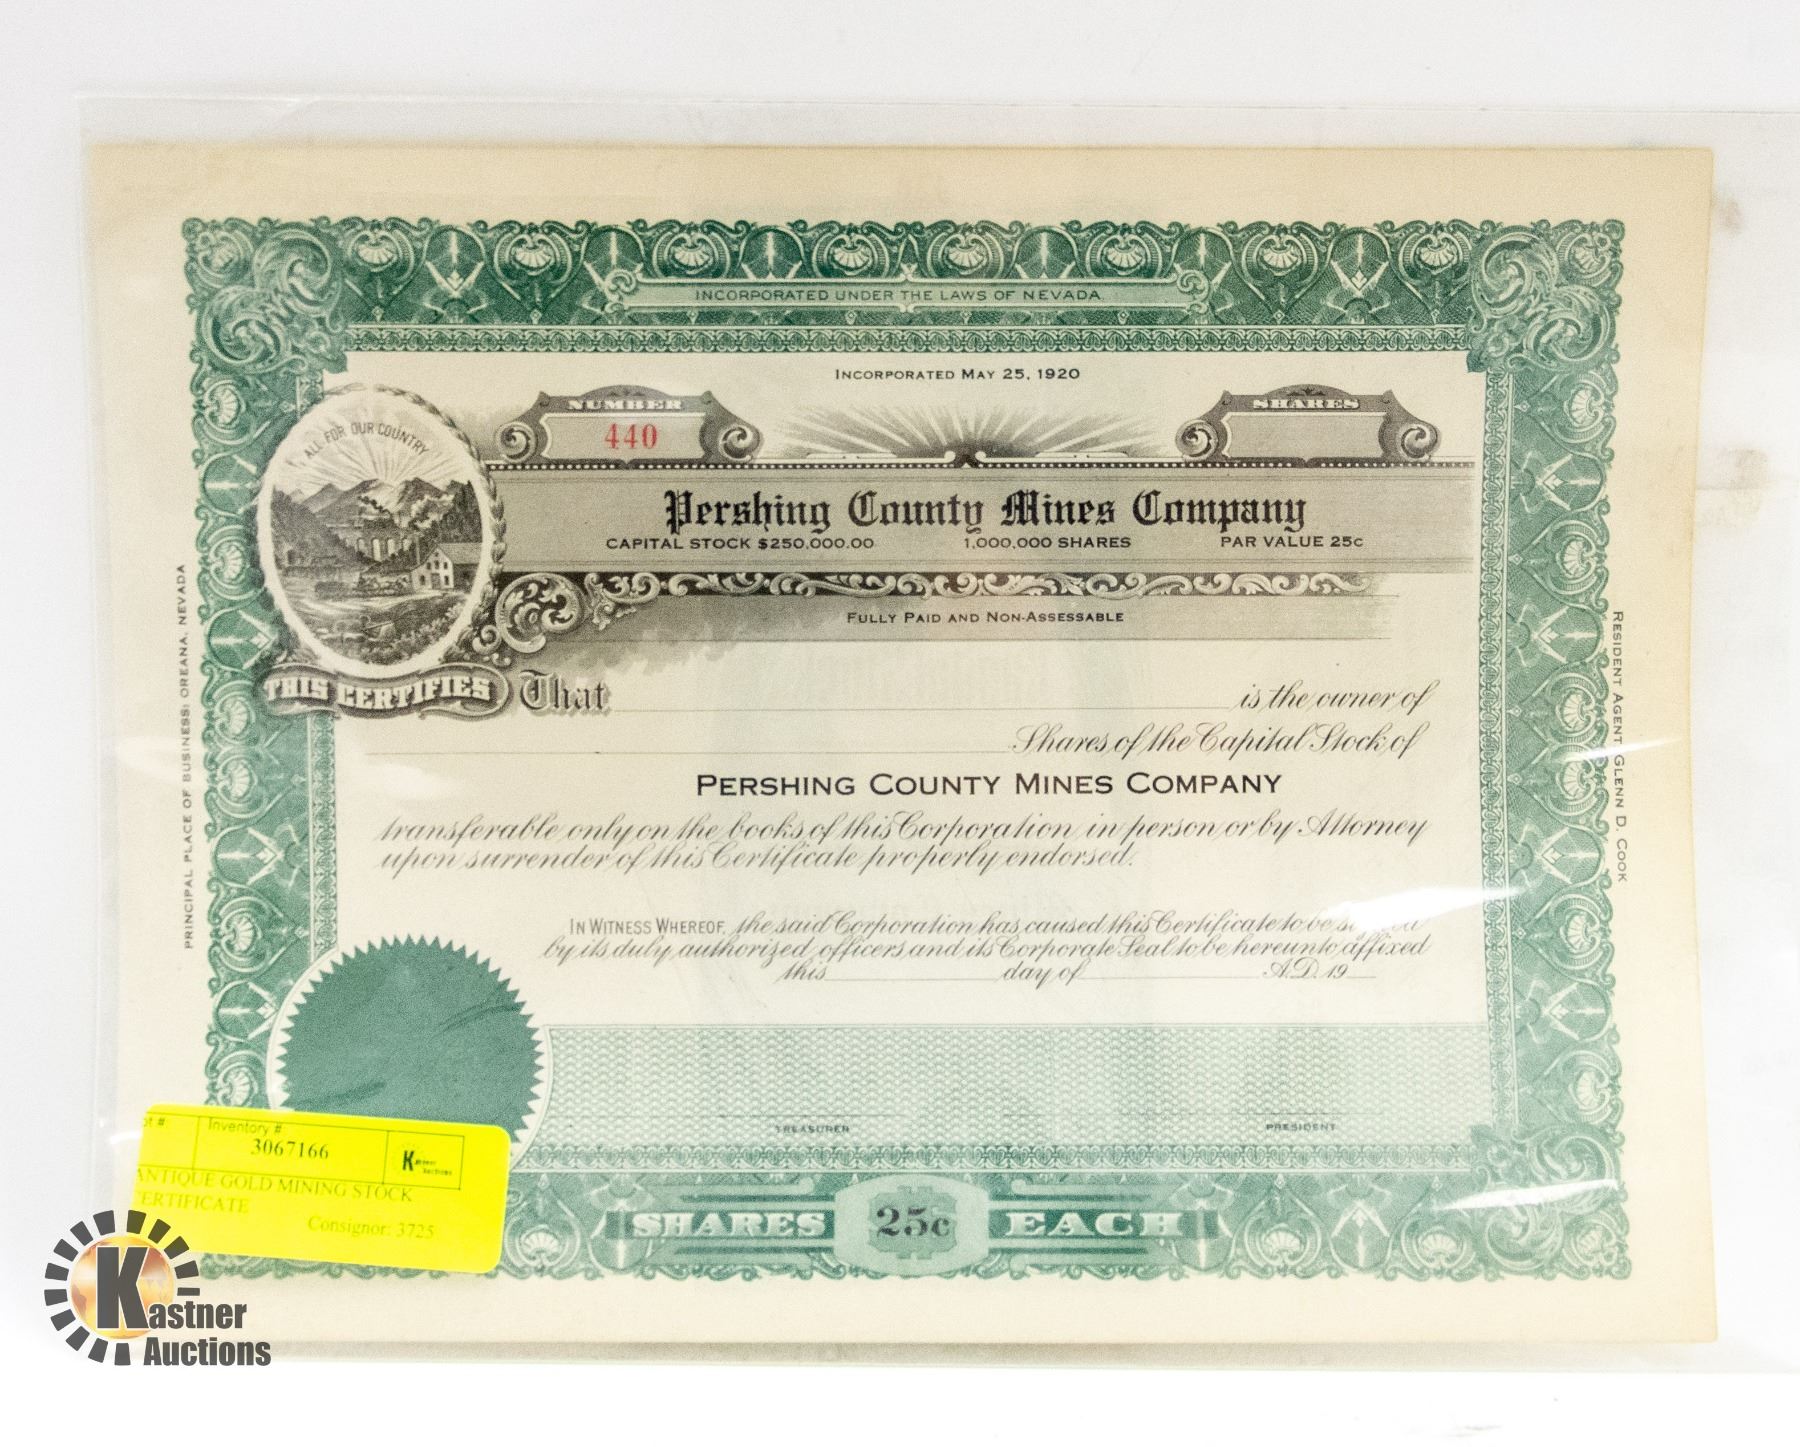 INCORPORATED UNDER THE LAWS OF NEVADA.
INCORPORATED MAY 25, 1920
NUMBER
440
SHARES
ALL FOR OUR COUNTRY
Pershing County Mines Company
CAPITAL STOCK $250,000.00 1,000,000 SHARES PAR VALUE 25c
FULLY PAID AND NON-ASSESSABLE
THIS CERTIFIES That is the owner of
Shares of the Capital Stock of
PERSHING COUNTY MINES COMPANY
transferable only on the books of this Corporation in person or by Attorney
upon surrender of this Certificate properly endorsed.
IN WITNESS WHEREOF, the said Corporation has caused this Certificate to be
by its duly authorized officers and its Corporate Seal to be hereunto affixed
this day of A.D. 19
TREASURER PRESIDENT
SHARES 25c EACH
PRINCIPAL PLACE OF BUSINESS: OREANA, NEVADA
RESIDENT AGENT GLENN D. COOK
Inventory #
3067166
Kastner
Auctions
ANTIQUE GOLD MINING STOCK
CERTIFICATE
Consignor: 3725
Kastner
Auctions